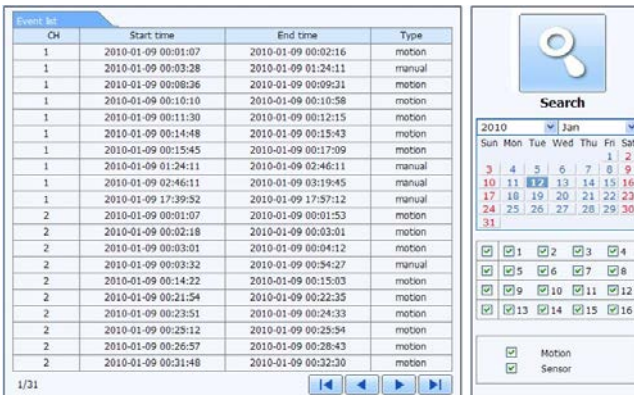 Event list
CH Start time End time Type
1 2010-01-09 00:01:07 2010-01-09 00:02:16 motion
1 2010-01-09 00:03:28 2010-01-09 01:24:11 manual
1 2010-01-09 00:08:36 2010-01-09 00:09:31 motion
1 2010-01-09 00:10:10 2010-01-09 00:10:58 motion
1 2010-01-09 00:11:30 2010-01-09 00:12:15 motion
1 2010-01-09 00:14:48 2010-01-09 00:15:43 motion
1 2010-01-09 00:15:45 2010-01-09 00:17:09 motion
1 2010-01-09 01:24:11 2010-01-09 02:46:11 manual
1 2010-01-09 02:46:11 2010-01-09 03:19:45 manual
1 2010-01-09 17:39:52 2010-01-09 17:57:12 manual
2 2010-01-09 00:01:07 2010-01-09 00:01:53 motion
2 2010-01-09 00:02:18 2010-01-09 00:03:01 motion
2 2010-01-09 00:03:01 2010-01-09 00:04:12 motion
2 2010-01-09 00:03:32 2010-01-09 00:54:27 manual
2 2010-01-09 00:14:22 2010-01-09 00:15:03 motion
2 2010-01-09 00:21:54 2010-01-09 00:22:35 motion
2 2010-01-09 00:23:51 2010-01-09 00:24:33 motion
2 2010-01-09 00:25:12 2010-01-09 00:25:54 motion
2 2010-01-09 00:26:57 2010-01-09 00:28:43 motion
2 2010-01-09 00:31:48 2010-01-09 00:32:30 motion
1/31
Search
2010 Jan
Sun Mon Tue Wed Thu Fri Sat
1 2
3 4 5 6 7 8 9
10 11 12 13 14 15 16
17 18 19 20 21 22 23
24 25 26 27 28 29 30
31
1 2 3 4
5 6 7 8
9 10 11 12
13 14 15 16
Motion
Sensor